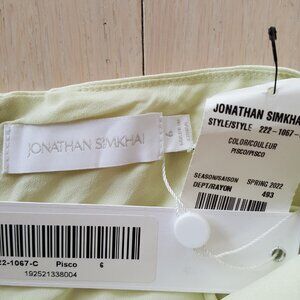 JONATHAN SIMKHAI
6
JONATHAN SIMKHA
STYLE/STYLE 222-1067-
COLOR/COULEUR
PISCO/PISCO
SEASON/SAISON SPRING 2022
DEPT/RAYON 493
22-1067-C Pisco 6
192521338004